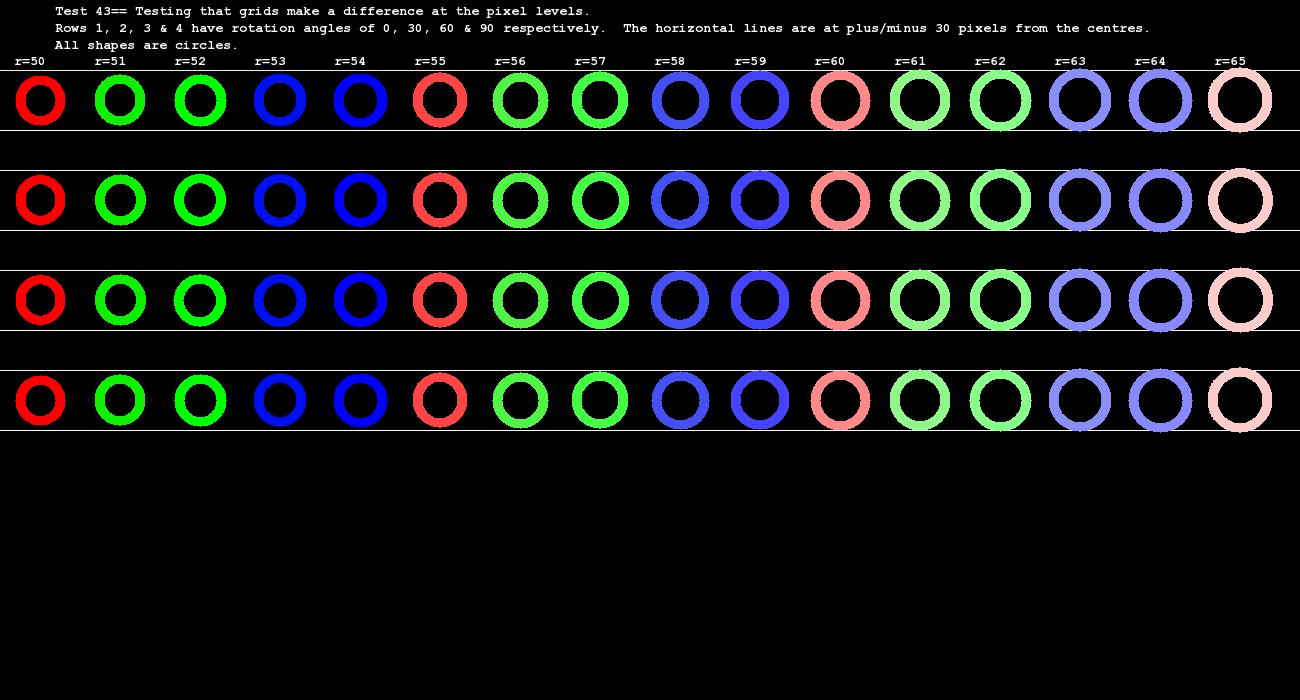 Test 43== Testing that grids make a difference at the pixel levels.
Rows 1, 2, 3 & 4 have rotation angles of 0, 30, 60 & 90 respectively.  The horizontal lines are at plus/minus 30 pixels from the centres.
All shapes are circles.
r=50 r=51 r=52 r=53 r=54 r=55 r=56 r=57 r=58 r=59 r=60 r=61 r=62 r=63 r=64 r=65